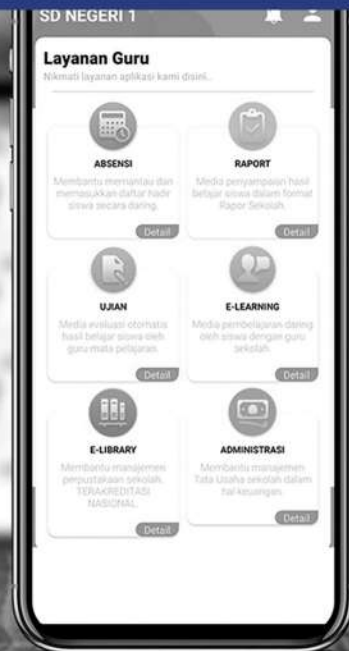 SD NEGERI 1
Layanan Guru
Nikmati layanan aplikasi kami disini..
ABSENSI
Membantu memantau dan
memasukkan daftar hadir
siswa secara daring.
Detail
RAPORT
Media penyampaian hasil
belajar siswa dalam format
Rapor Sekolah.
Detail
UJIAN
Media evaluasi otomatis
hasil belajar siswa oleh
guru mata pelajaran.
Detail
E-LEARNING
Media pembelajaran daring
oleh siswa dengan guru
sekolah.
Detail
E-LIBRARY
Membantu manajemen
perpustakaan sekolah
TERAKREDITASI
NASIONAL.
Detail
ADMINISTRASI
Membantu manajemen
Tata Usaha sekolah dalam
hal keuangan.
Detail